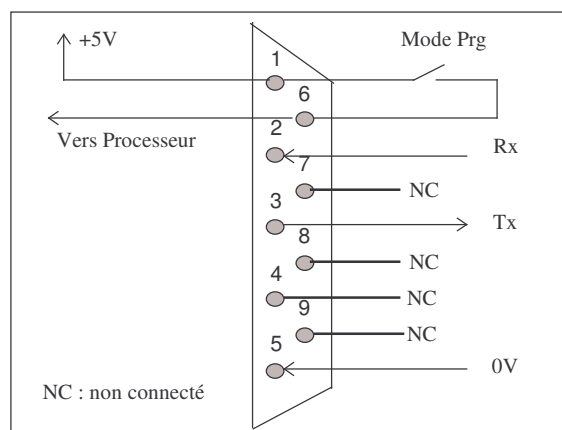 +5V
Mode Prg
1
6
Vers Processeur
2
Rx
7
NC
3
Tx
8
NC
4
NC
9
NC
5
0V
NC : non connecté